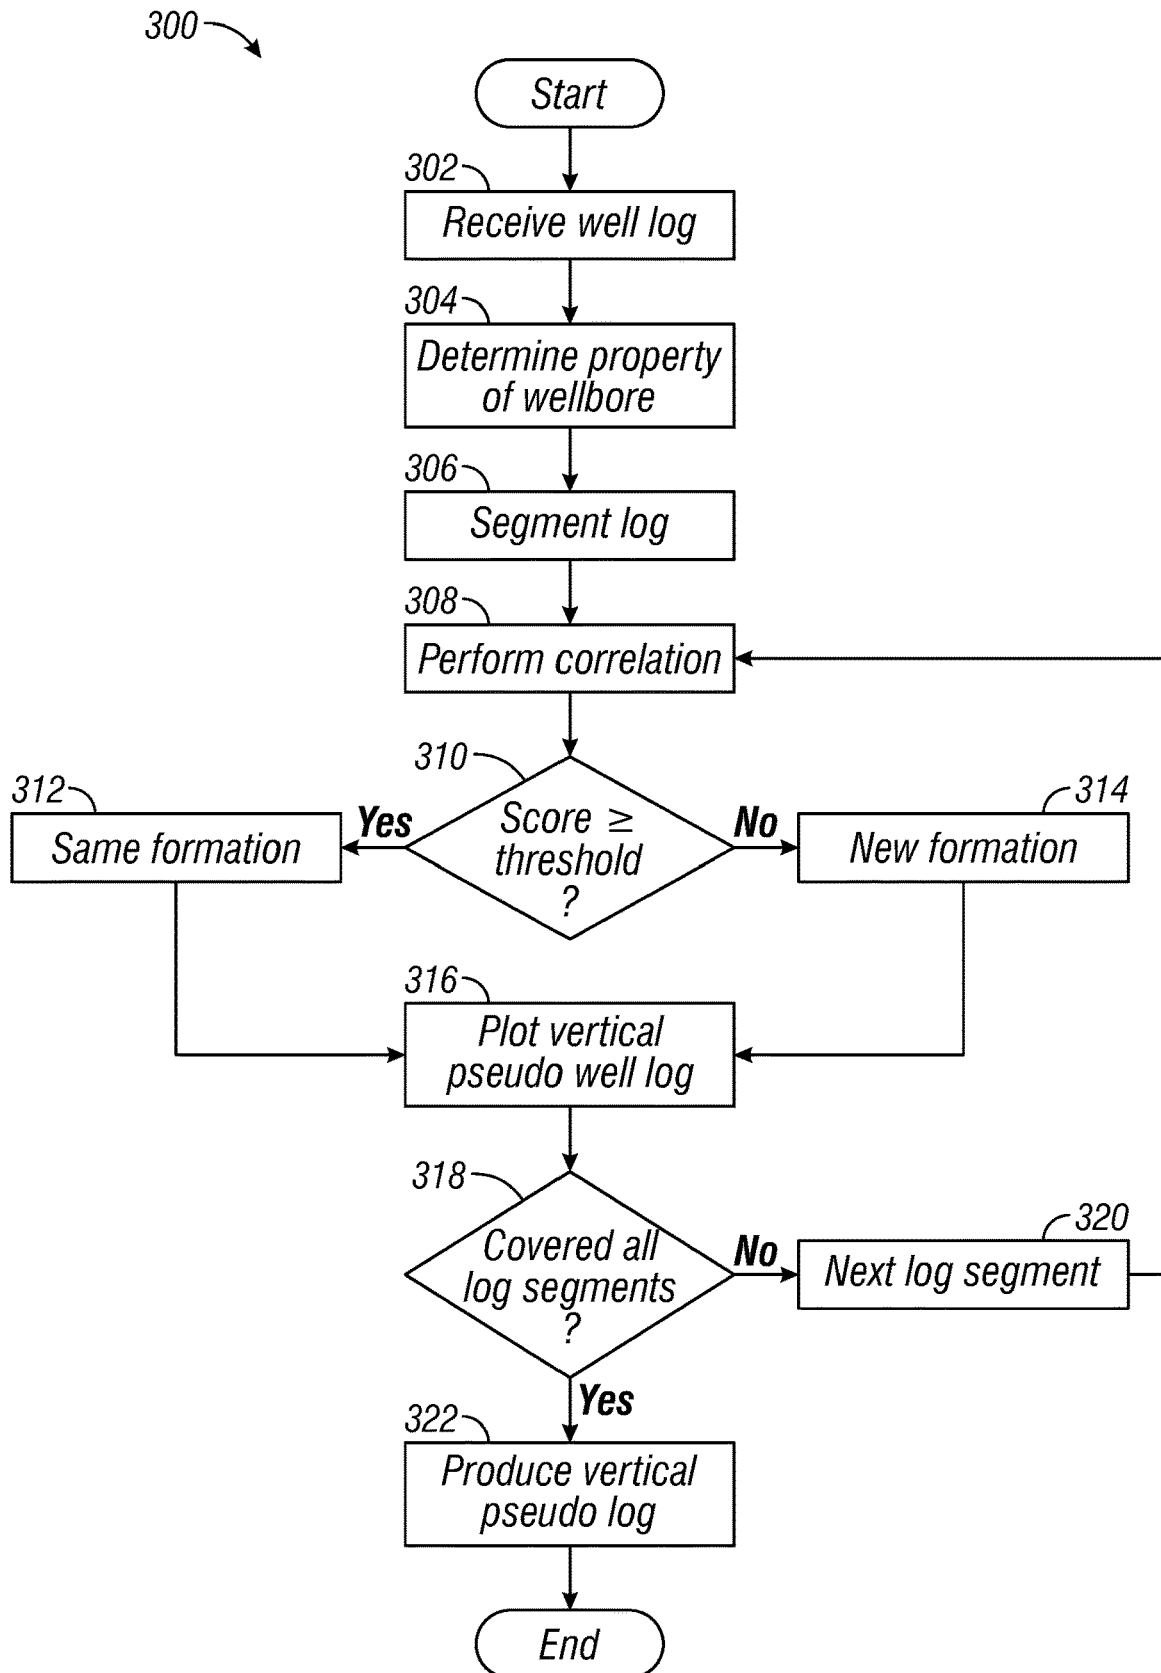 300
Start
302
Receive well log
304
Determine property
of wellbore
306
Segment log
308
Perform correlation
310
312
Same formation
Yes
Score ≥
threshold
?
No
314
New formation
316
Plot vertical
pseudo well log
318
Covered all
log segments
?
No
320
Next log segment
Yes
322
Produce vertical
pseudo log
End